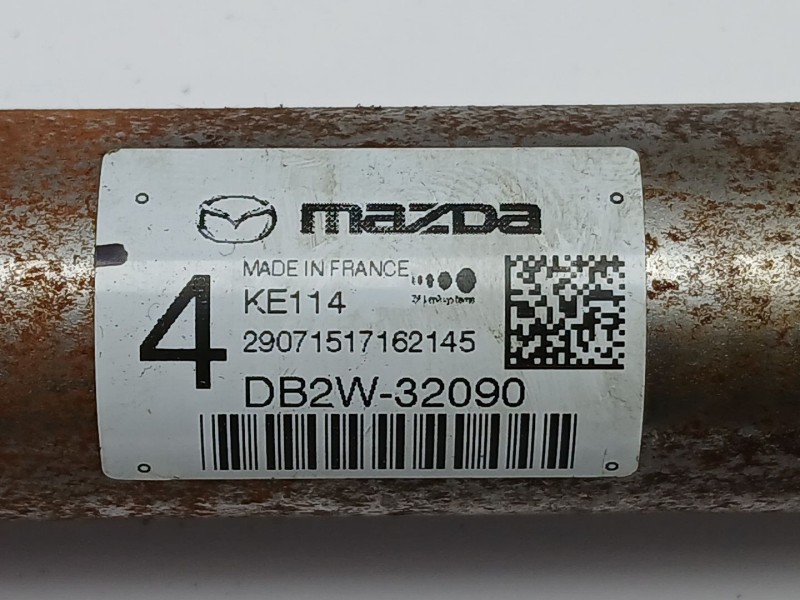 mazda
MADE IN FRANCE
4
KE114
29071517162145
DB2W-32090